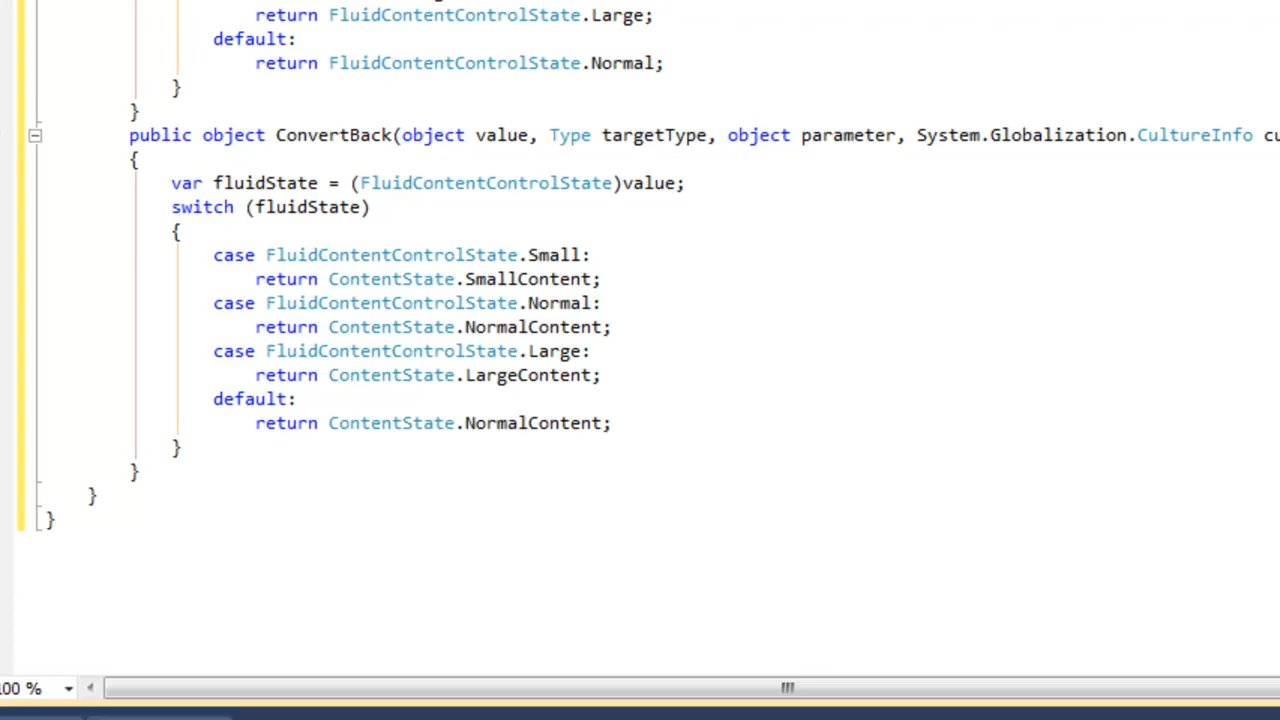 return FluidContentControlState.Large;
default:
return FluidContentControlState.Normal;
}
}
public object ConvertBack(object value, Type targetType, object parameter, System.Globalization.CultureInfo cu
{
var fluidState = (FluidContentControlState)value;
switch (fluidState)
{
case FluidContentControlState.Small:
return ContentState.SmallContent;
case FluidContentControlState.Normal:
return ContentState.NormalContent;
case FluidContentControlState.Large:
return ContentState.LargeContent;
default:
return ContentState.NormalContent;
}
}
}
}
100 %